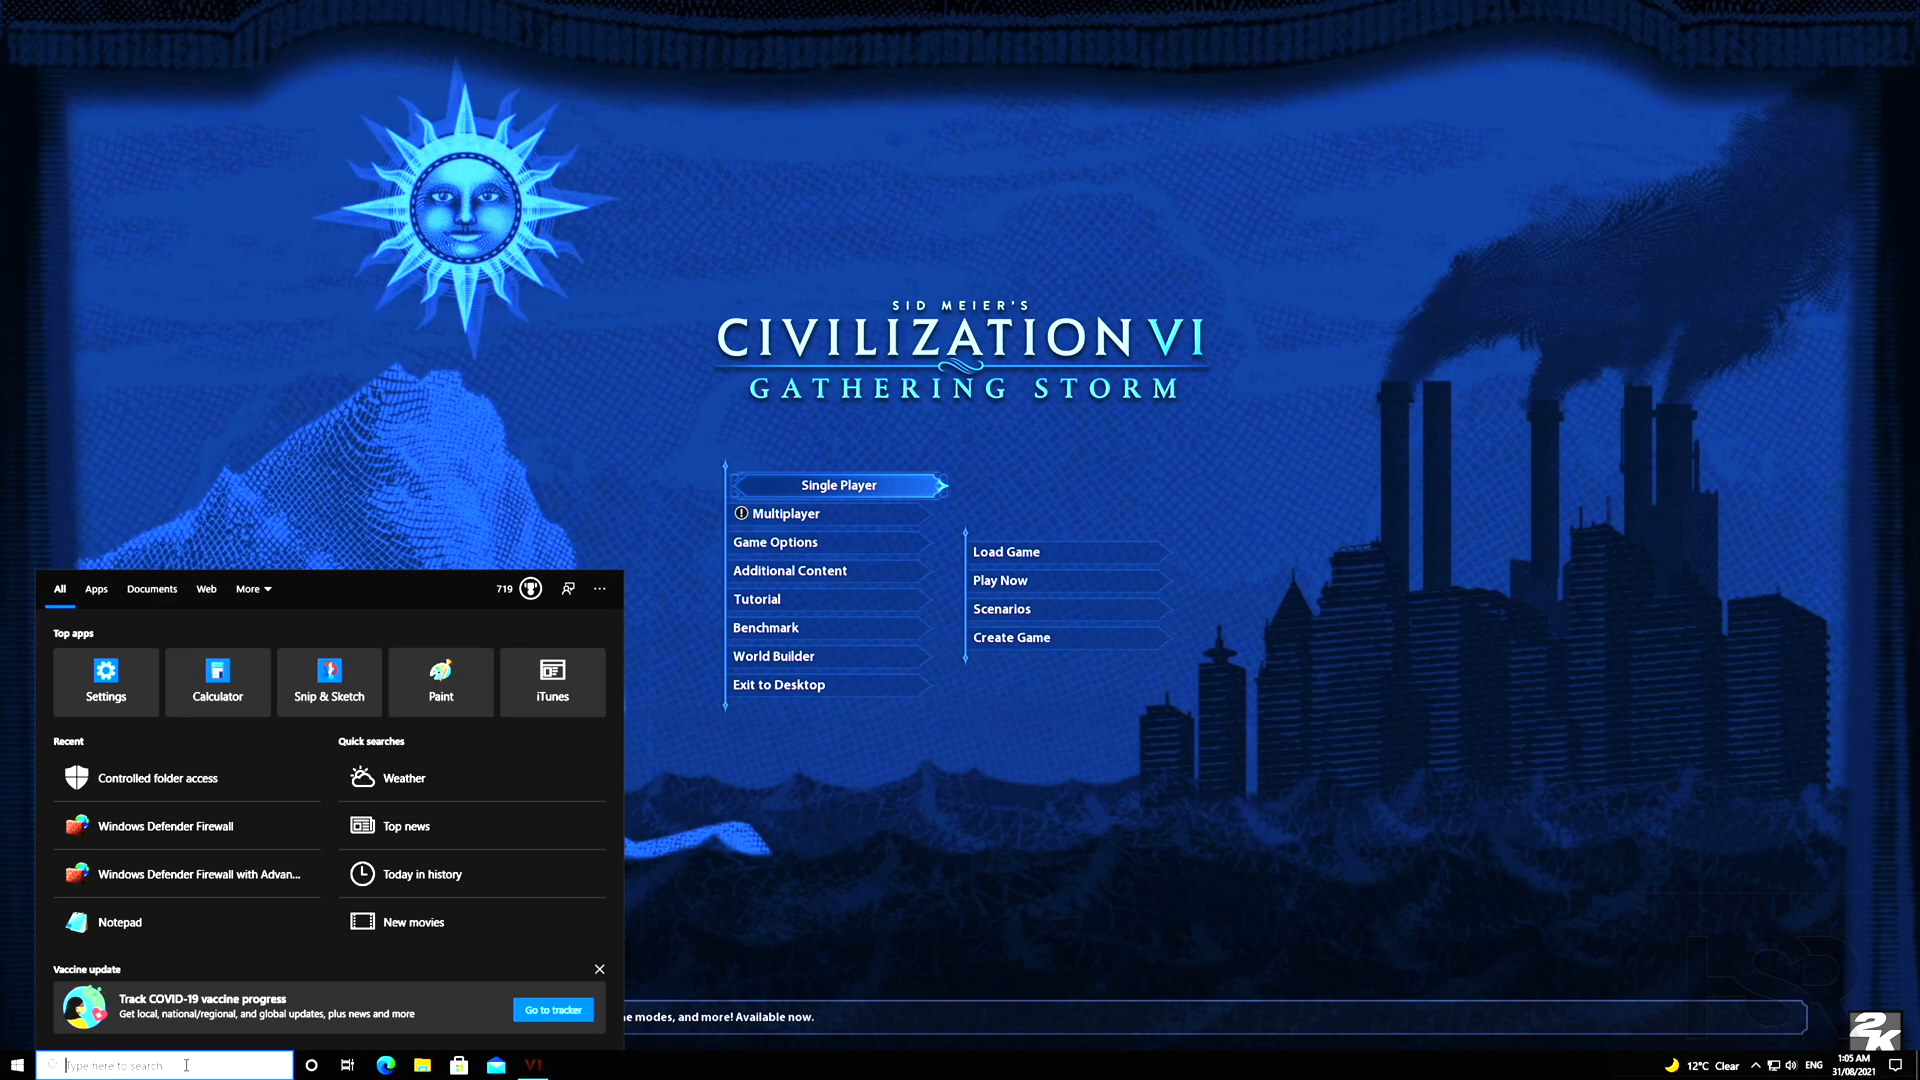 SID MEIER'S
CIVILIZATION VI
GATHERING STORM
Single Player
Multiplayer
Game Options
Additional Content
Tutorial
Benchmark
World Builder
Exit to Desktop
Load Game
Play Now
Scenarios
Create Game
All Apps Documents Web More 719
Top apps
Settings Calculator Snip & Sketch Paint iTunes
Recent
Controlled folder access
Windows Defender Firewall
Windows Defender Firewall with Advan...
Notepad
Quick searches
Weather
Top news
Today in history
New movies
Vaccine update
Track COVID-19 vaccine progress
Get local, national/regional, and global updates, plus news and more
Go to tracker
modes, and more! Available now.
HSR
2K
Type here to search
VI
12°C Clear
ENG
1:05 AM
31/08/2021